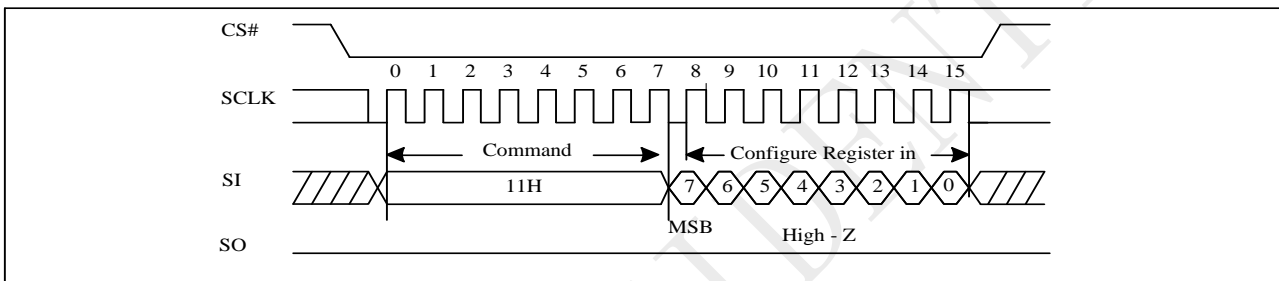 CS#
0 1 2 3 4 5 6 7 8 9 10 11 12 13 14 15
SCLK
Command
Configure Register in
SI
11H
7 6 5 4 3 2 1 0
MSB
High - Z
SO
IDENT